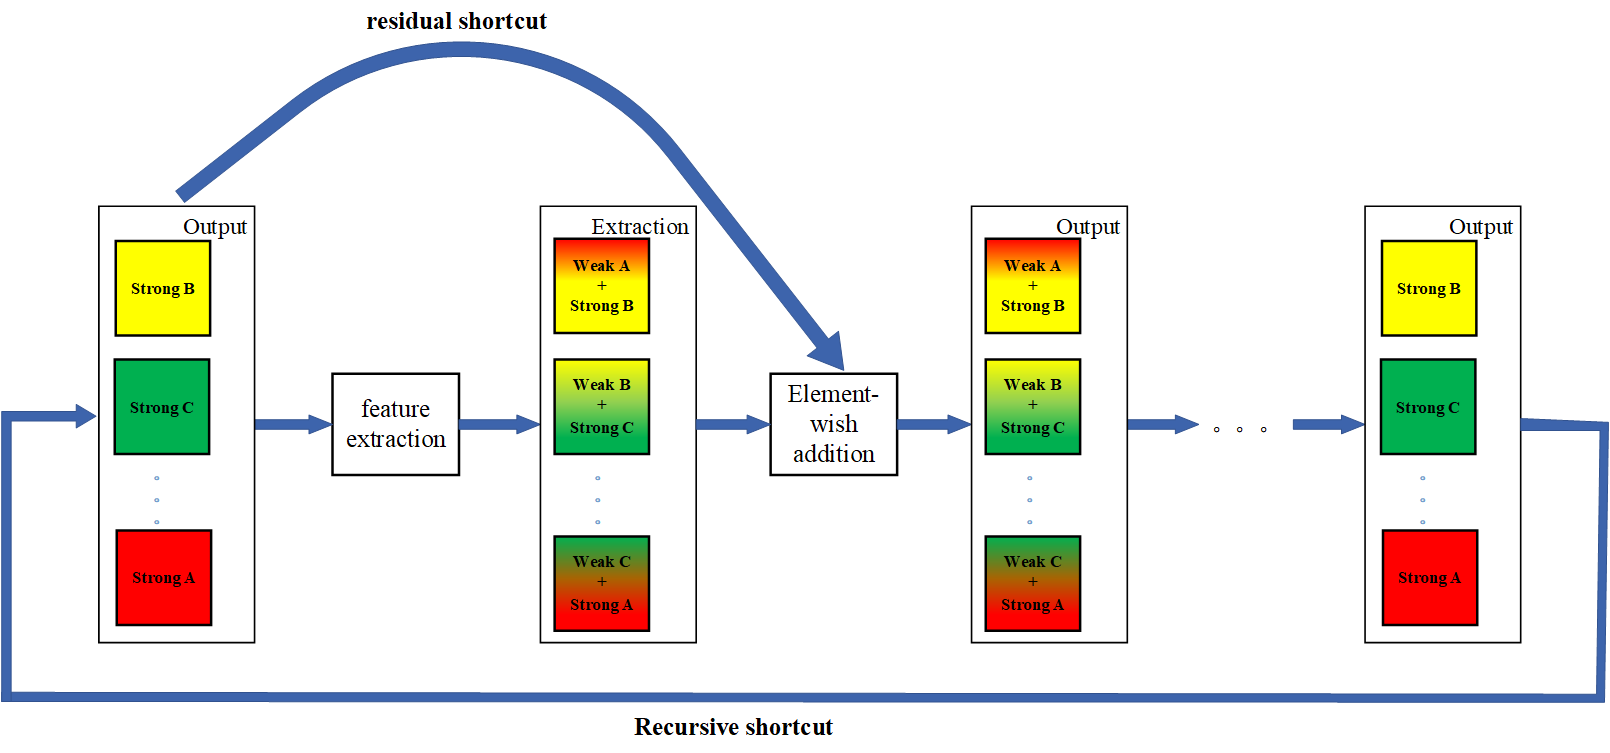 residual shortcut
Output
Strong B
Strong C
Strong A
feature
extraction
Extraction
Weak A
+
Strong B
Weak B
+
Strong C
Weak C
+
Strong A
Element-
wish
addition
Output
Weak A
+
Strong B
Weak B
+
Strong C
Weak C
+
Strong A
Output
Strong B
Strong C
Strong A
Recursive shortcut